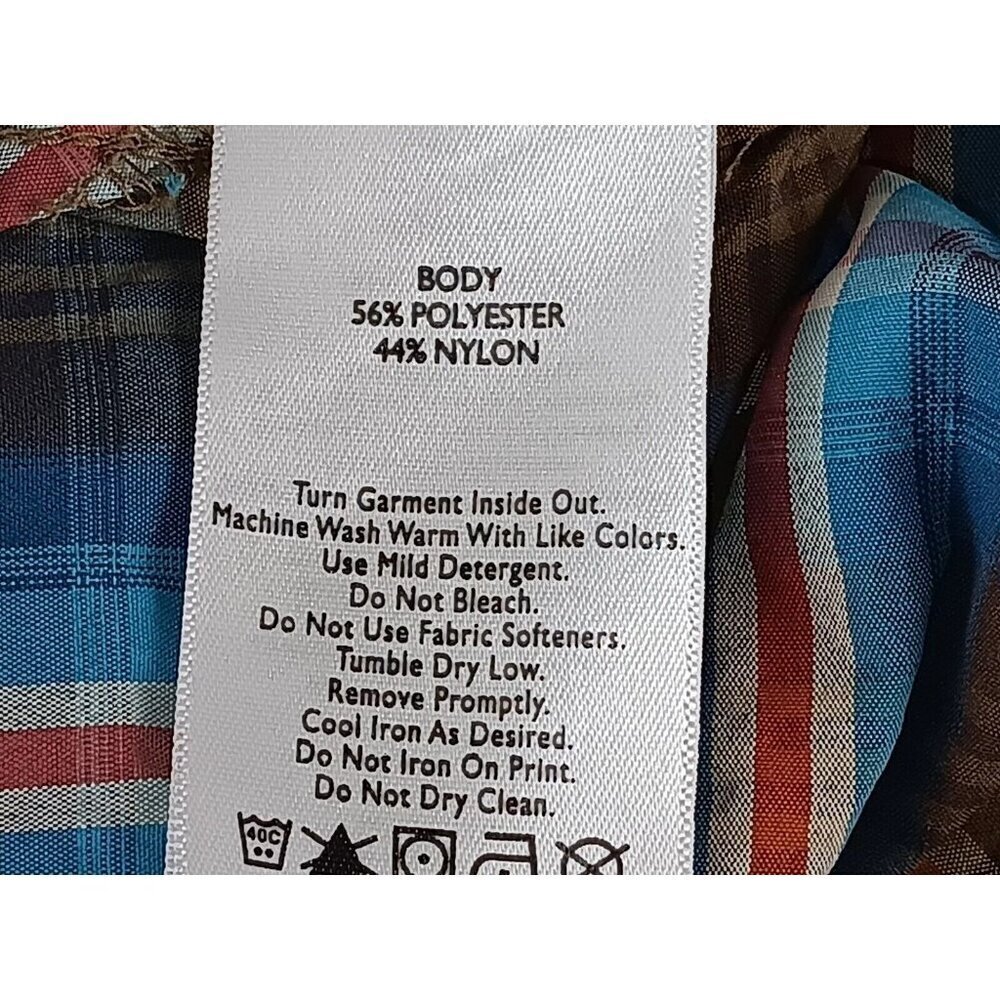 BODY
56% POLYESTER
44% NYLON
Turn Garment Inside Out.
Machine Wash Warm With Like Colors.
Use Mild Detergent.
Do Not Bleach.
Do Not Use Fabric Softeners.
Tumble Dry Low.
Remove Promptly.
Cool Iron As Desired.
Do Not Iron On Print.
Do Not Dry Clean.
40C